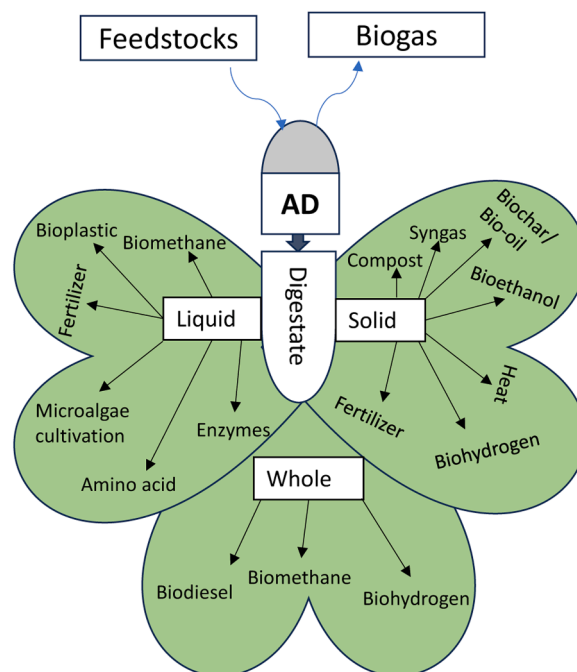 Feedstocks
Biogas
AD
Digestate
Liquid
Bioplastic
Biomethane
Fertilizer
Microalgae
cultivation
Amino acid
Enzymes
Solid
Compost
Syngas
Biochar/
Bio-oil
Bioethanol
Heat
Biohydrogen
Fertilizer
Whole
Biodiesel
Biomethane
Biohydrogen